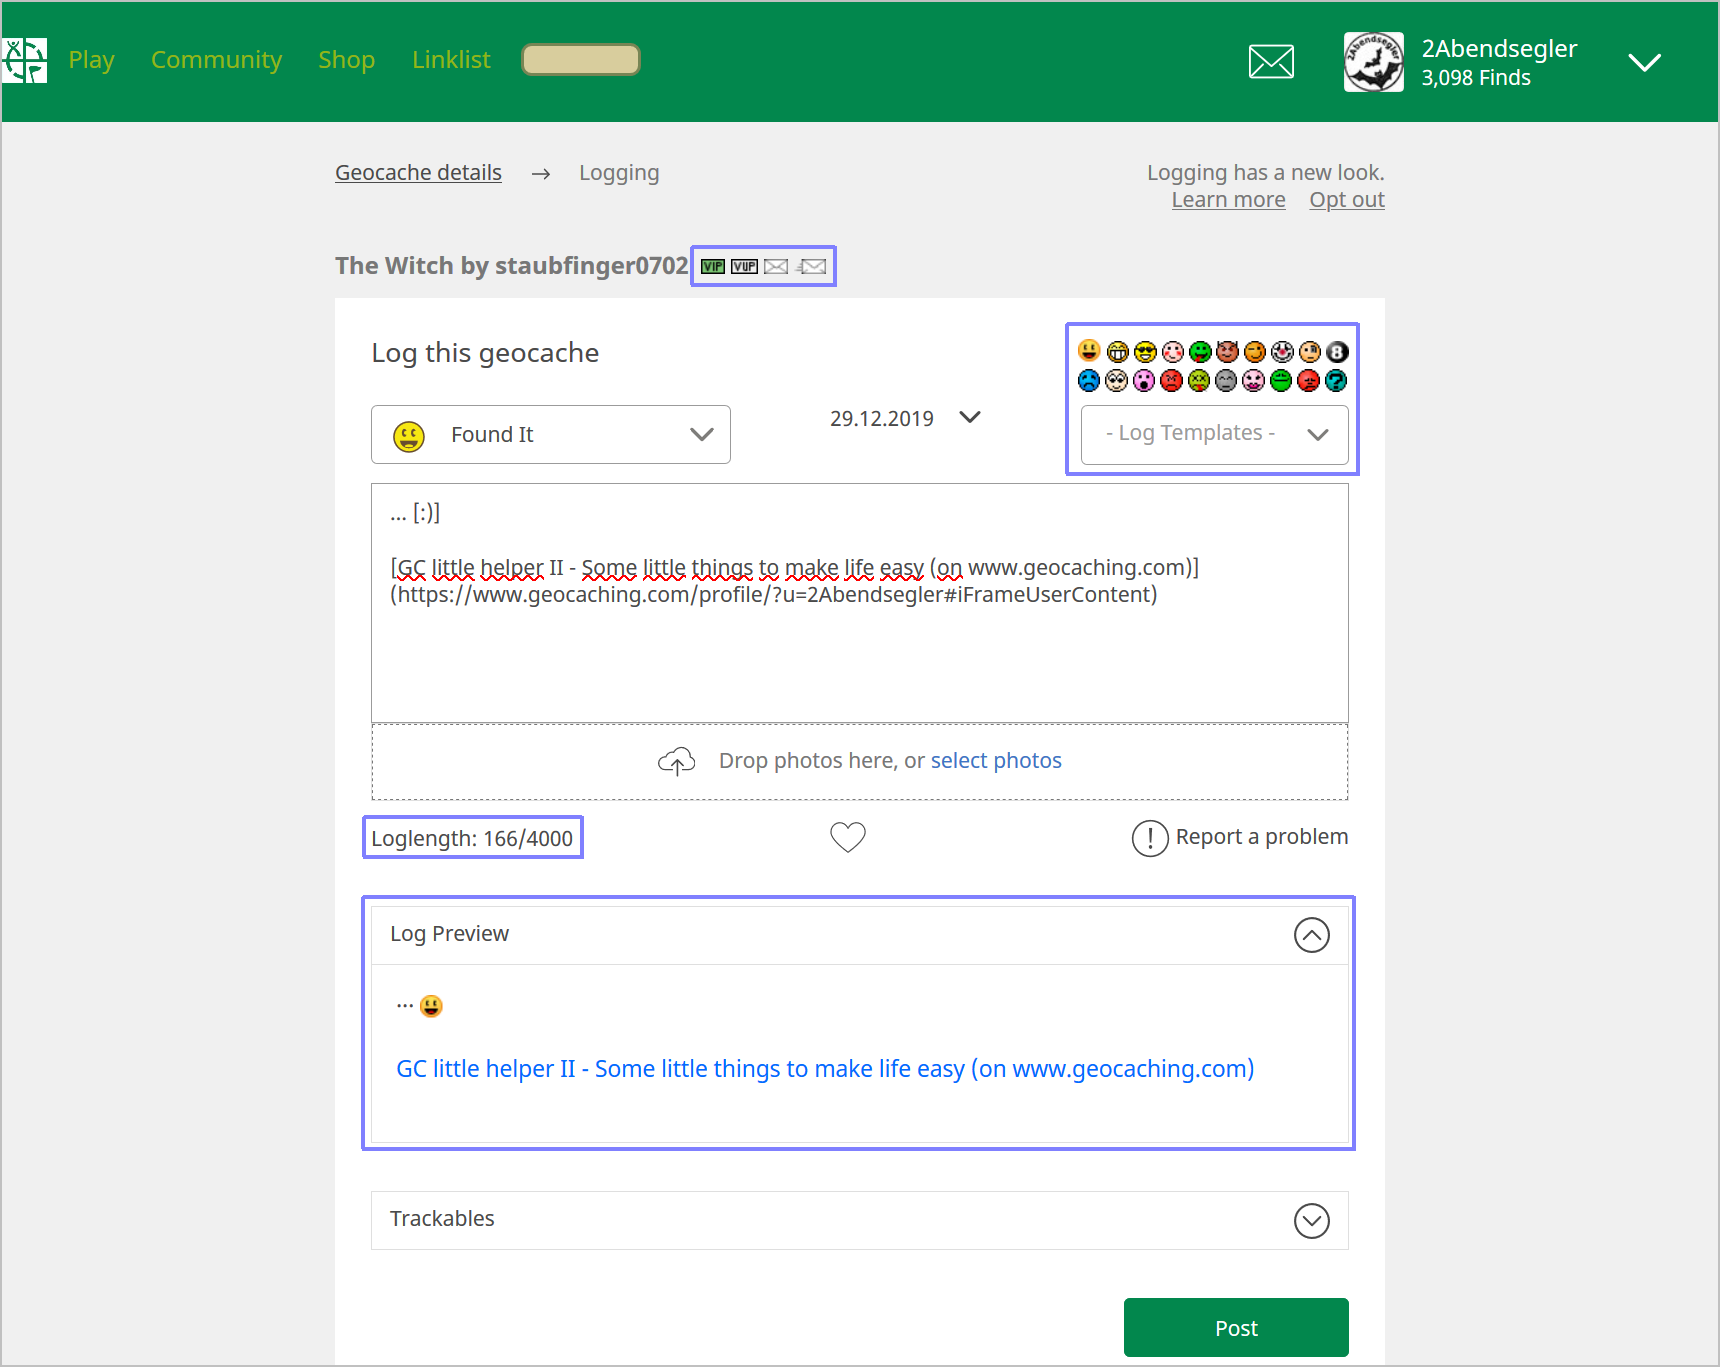 Play Community Shop Linklist
2Abendsegler
2Abendsegler
3,098 Finds
Geocache details → Logging
Logging has a new look.
Learn more Opt out
The Witch by staubfinger0702 VIP VUP
Log this geocache
8
?
Found It
29.12.2019
- Log Templates -
... [:)]
[GC little helper II - Some little things to make life easy (on www.geocaching.com)]
(https://www.geocaching.com/profile/?u=2Abendsegler#iFrameUserContent)
Drop photos here, or select photos
Loglength: 166/4000
! Report a problem
Log Preview
...
GC little helper II - Some little things to make life easy (on www.geocaching.com)
Trackables
Post